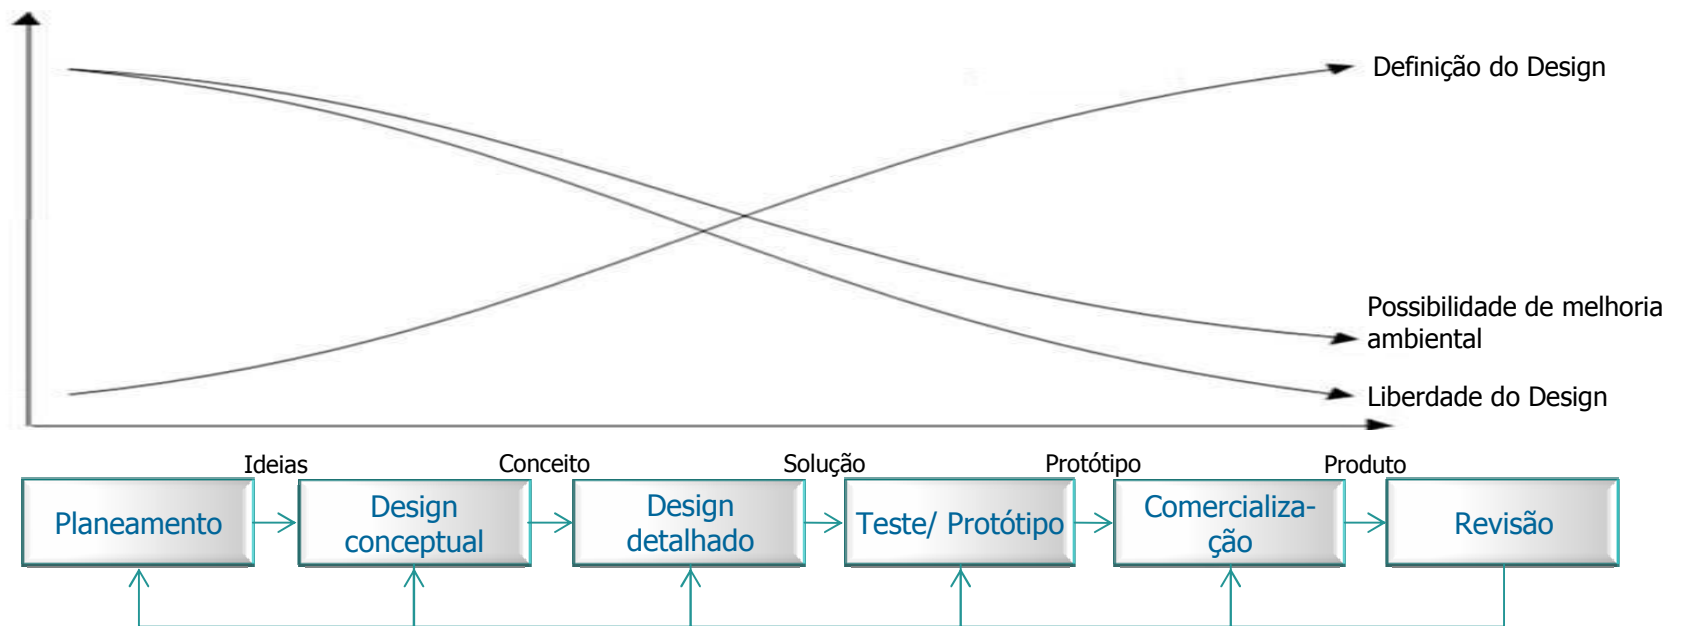 Definição do Design
Possibilidade de melhoria
ambiental
Liberdade do Design
Ideias
Conceito
Solução
Protótipo
Produto
Planeamento
Design
conceptual
Design
detalhado
Teste/ Protótipo
Comercializa-
ção
Revisão